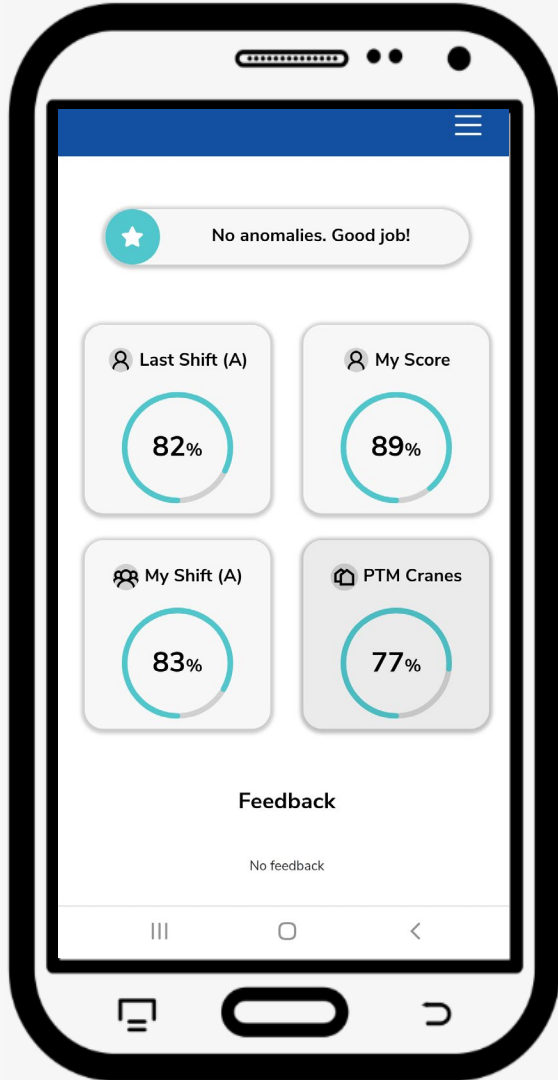 No anomalies. Good job!
Last Shift (A)
My Score
82%
89%
My Shift (A)
PTM Cranes
83%
77%
Feedback
No feedback